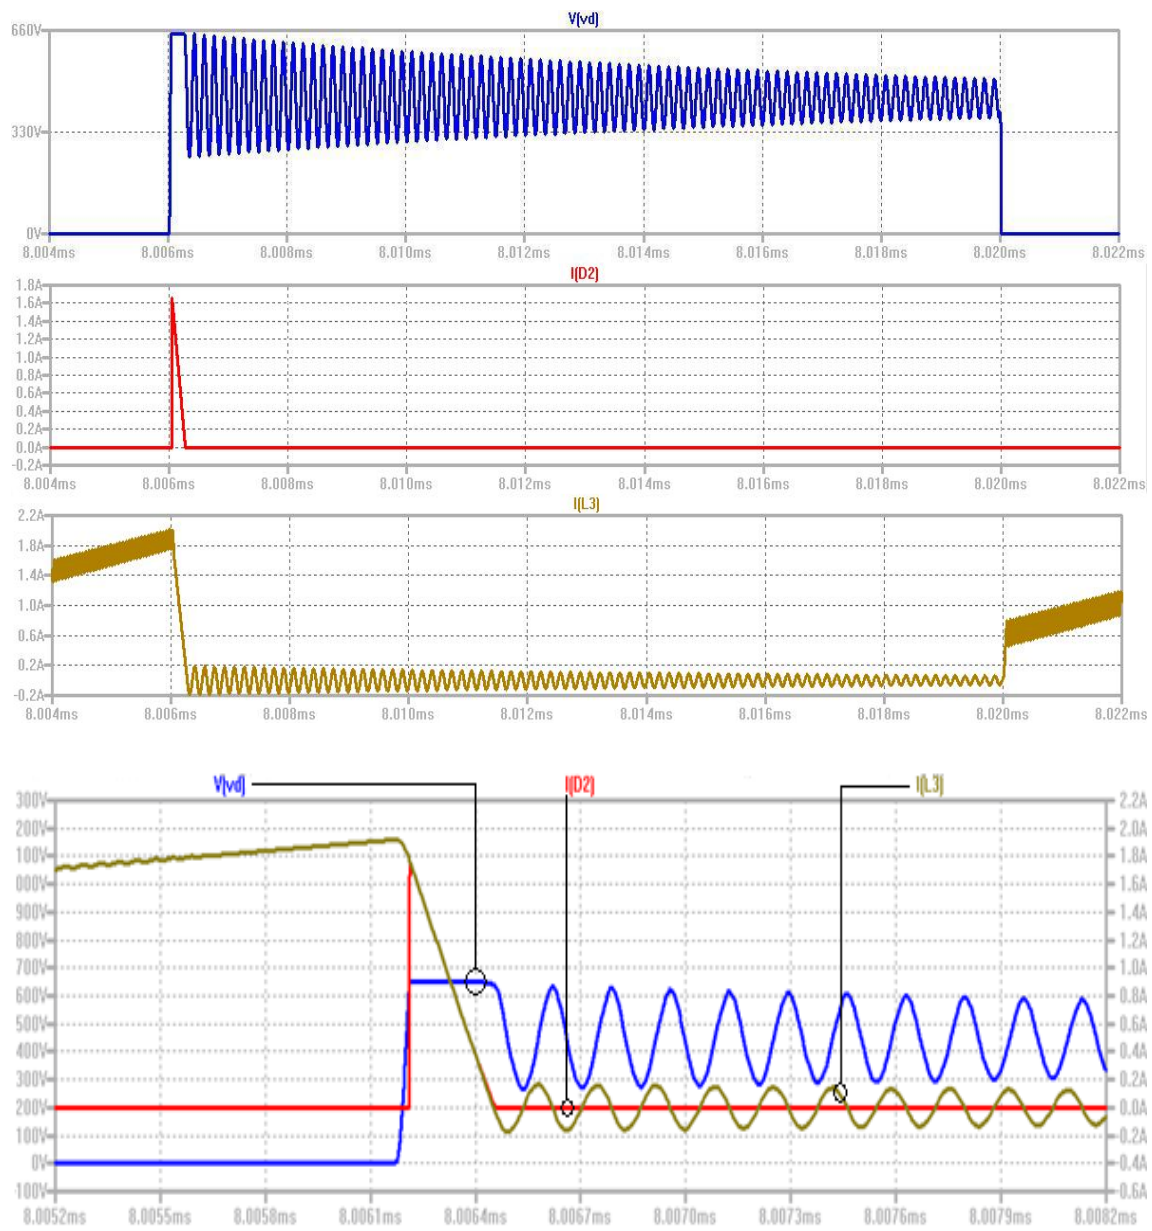 V(vd)
660V
330V
0V
8.004ms 8.006ms 8.008ms 8.010ms 8.012ms 8.014ms 8.016ms 8.018ms 8.020ms 8.022ms
I(D2)
1.8A
1.6A
1.4A
1.2A
1.0A
0.8A
0.6A
0.4A
0.2A
0.0A
-0.2A
8.004ms 8.006ms 8.008ms 8.010ms 8.012ms 8.014ms 8.016ms 8.018ms 8.020ms 8.022ms
I(L3)
2.2A
1.8A
1.4A
1.0A
0.6A
0.2A
-0.2A
8.004ms 8.006ms 8.008ms 8.010ms 8.012ms 8.014ms 8.016ms 8.018ms 8.020ms 8.022ms
V(vd) I(D2) I(L3)
300V 2.2A
200V 2.0A
100V 1.8A
000V 1.6A
900V 1.4A
800V 1.2A
700V 1.0A
600V 0.8A
500V 0.6A
400V 0.4A
300V 0.2A
200V 0.0A
100V 0.2A
0V 0.4A
100V 0.6A
8.0052ms 8.0055ms 8.0058ms 8.0061ms 8.0064ms 8.0067ms 8.0070ms 8.0073ms 8.0076ms 8.0079ms 8.0082ms